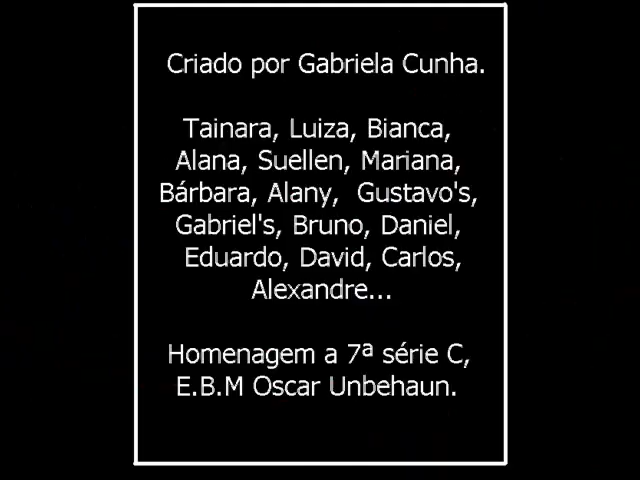 Criado por Gabriela Cunha.
Tainara, Luiza, Bianca,
Alana, Suellen, Mariana,
Bárbara, Alany, Gustavo's,
Gabriel's, Bruno, Daniel,
Eduardo, David, Carlos,
Alexandre...
Homenagem a 7ª série C,
E.B.M Oscar Unbehaun.